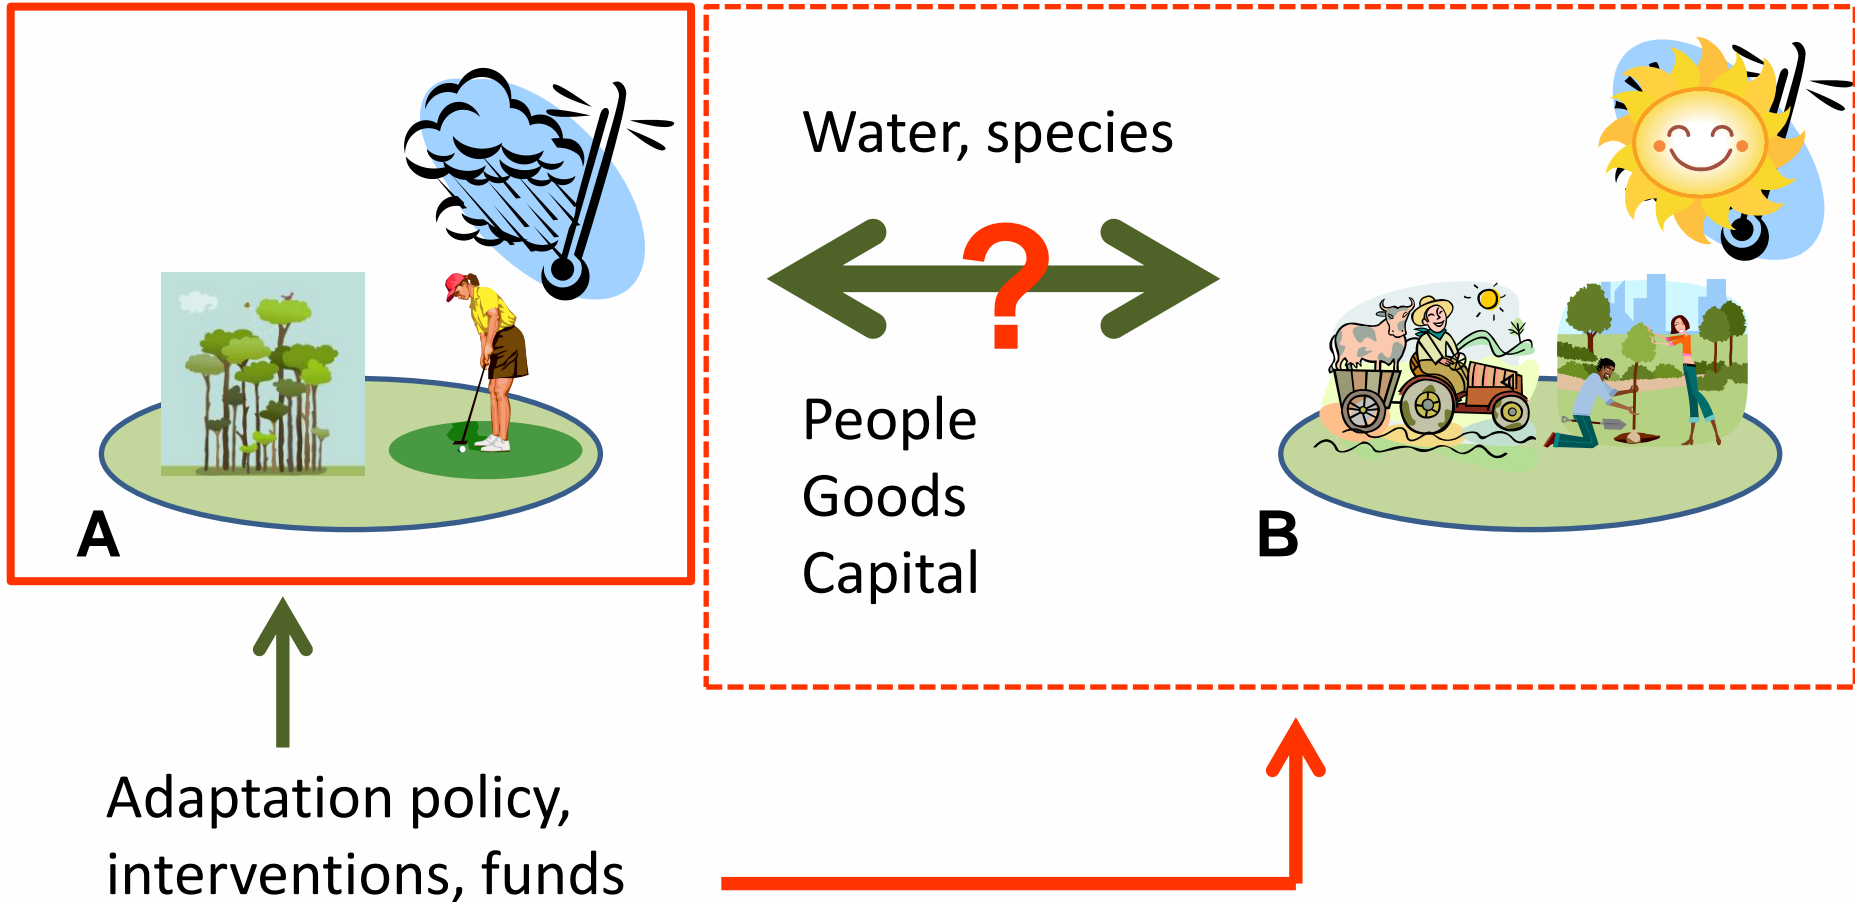 Water, species
?
People
Goods
Capital
A
B
Adaptation policy,
interventions, funds